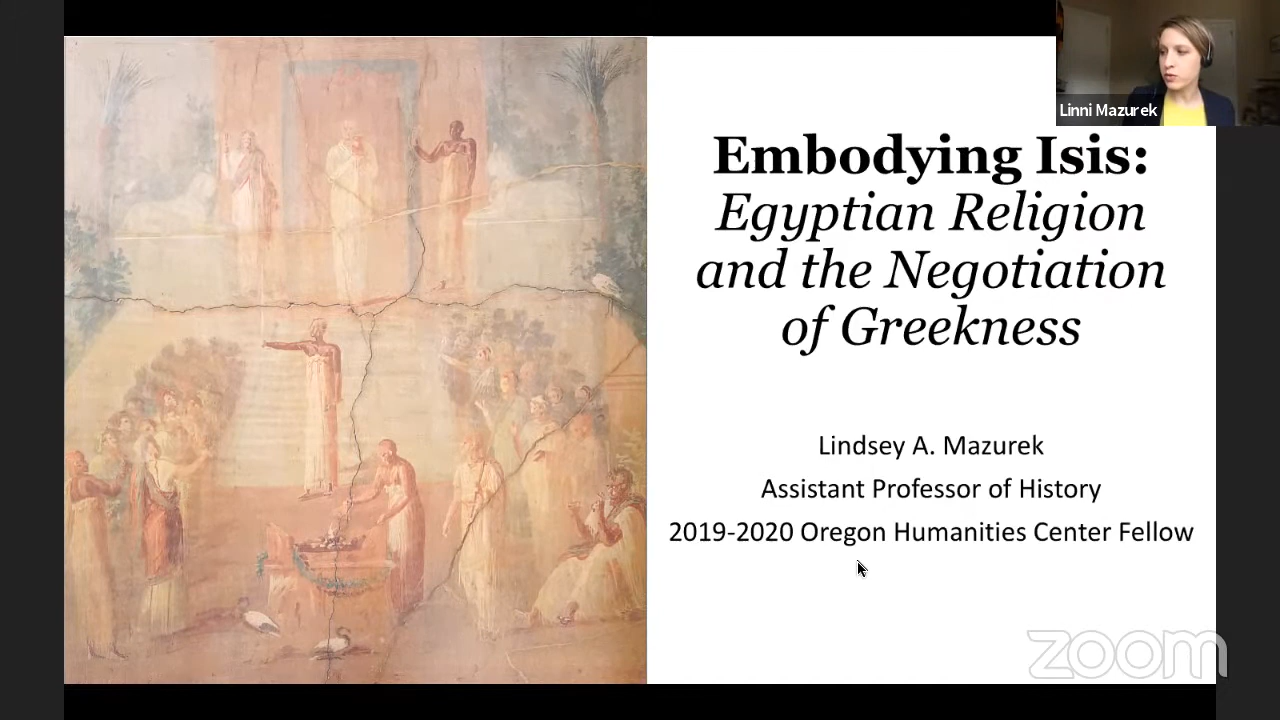 Linni Mazurek
Embodying Isis:
Egyptian Religion
and the Negotiation
of Greekness
Lindsey A. Mazurek
Assistant Professor of History
2019-2020 Oregon Humanities Center Fellow
zoom